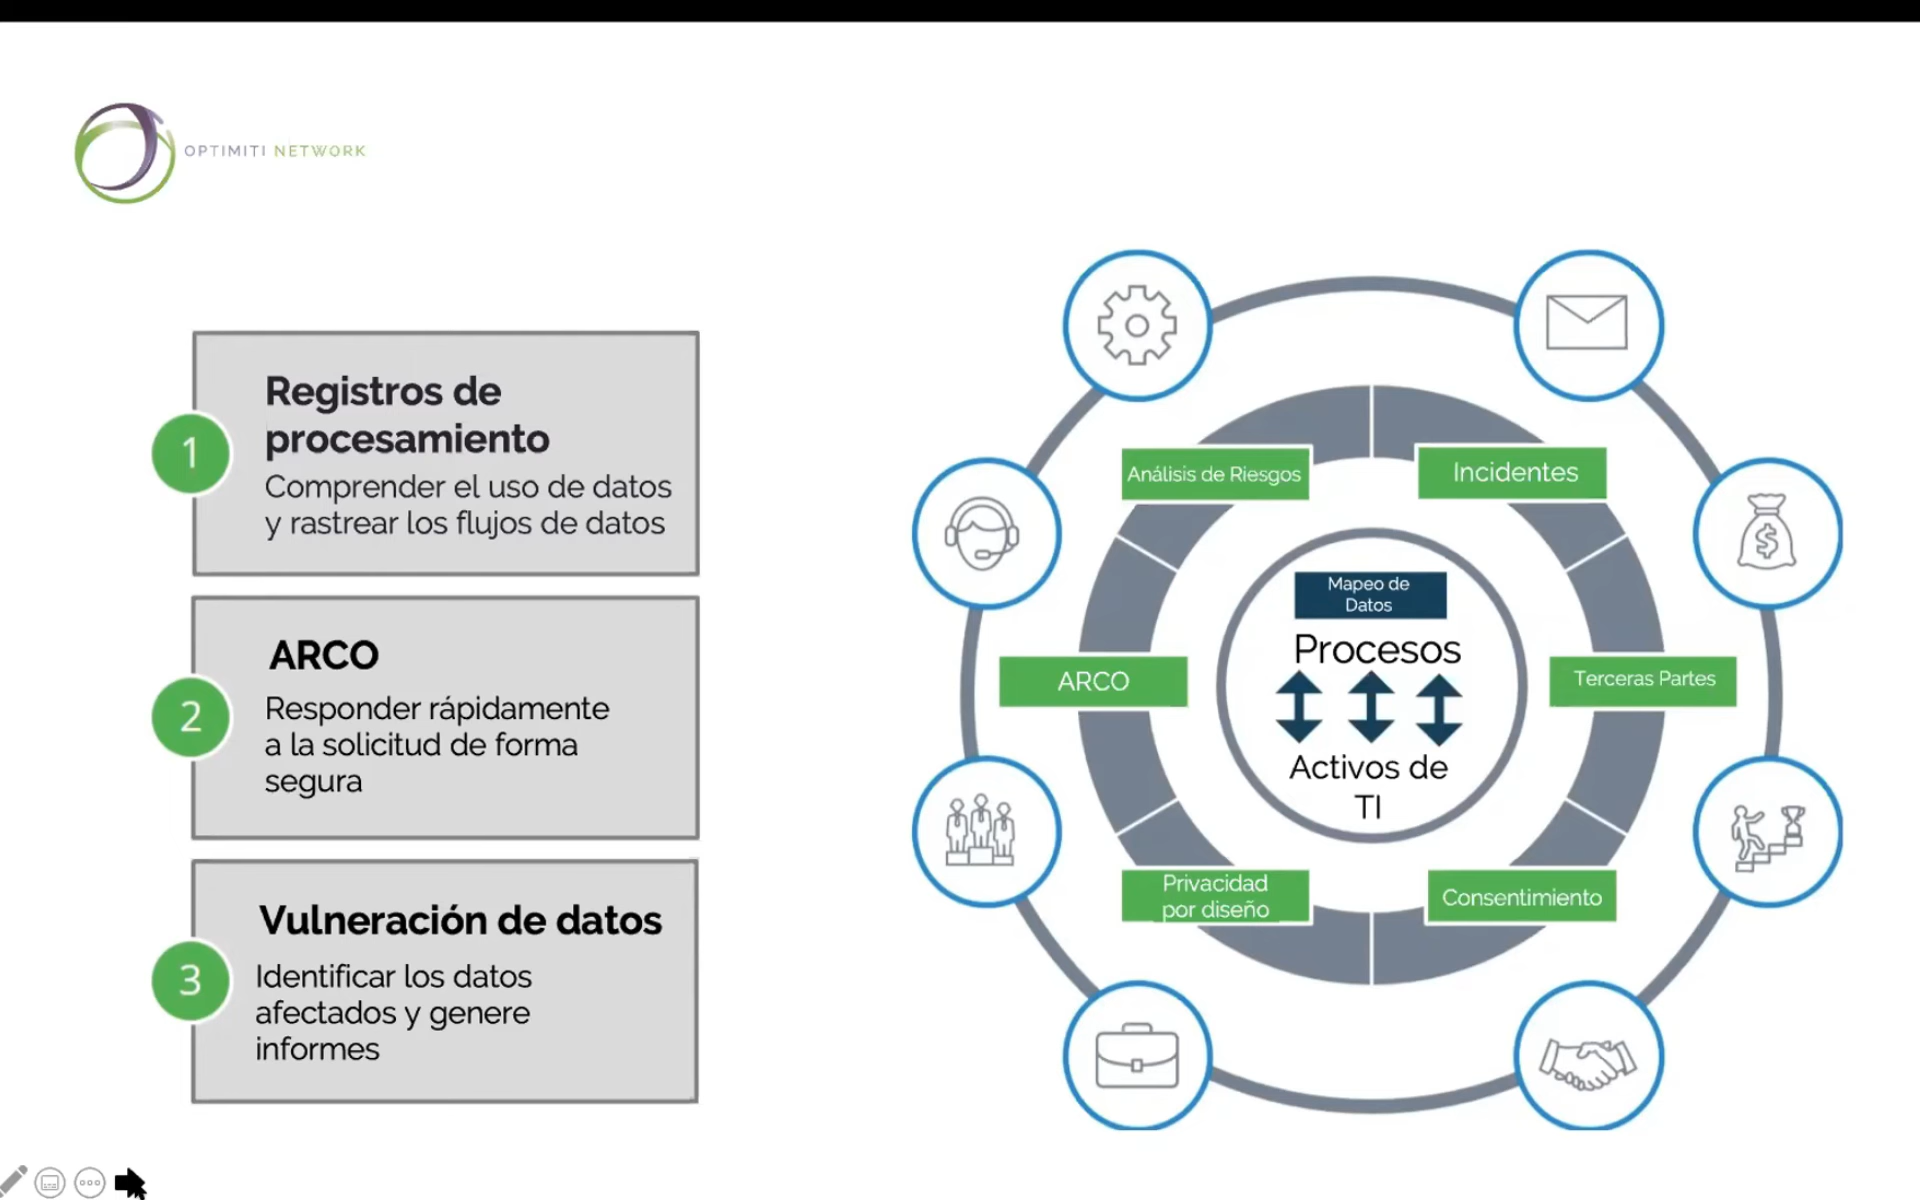 OPTIMITI NETWORK
1
Registros de
procesamiento
Comprender el uso de datos
y rastrear los flujos de datos
2
ARCO
Responder rápidamente
a la solicitud de forma
segura
3
Vulneración de datos
Identificar los datos
afectados y genere
informes
Análisis de Riesgos
Incidentes
$
Mapeo de
Datos
Procesos
ARCO
Terceras Partes
Activos de
TI
Privacidad
por diseño
Consentimiento